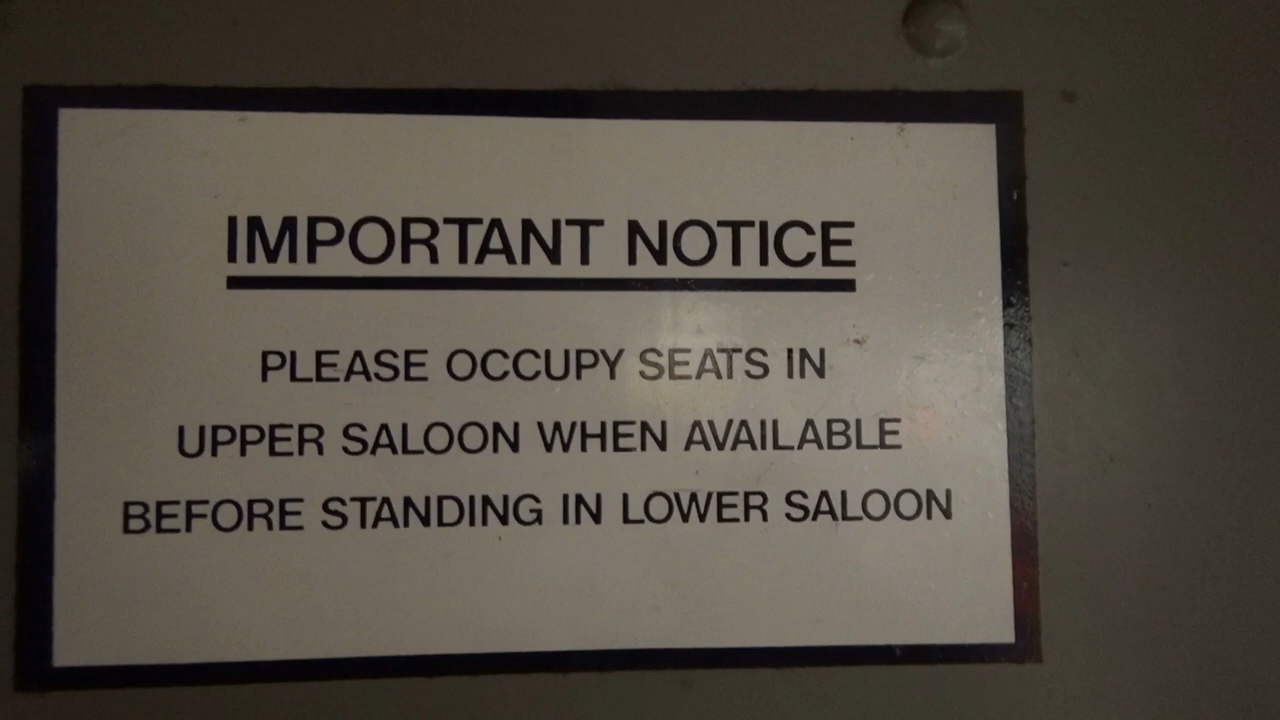 IMPORTANT NOTICE
PLEASE OCCUPY SEATS IN
UPPER SALOON WHEN AVAILABLE
BEFORE STANDING IN LOWER SALOON